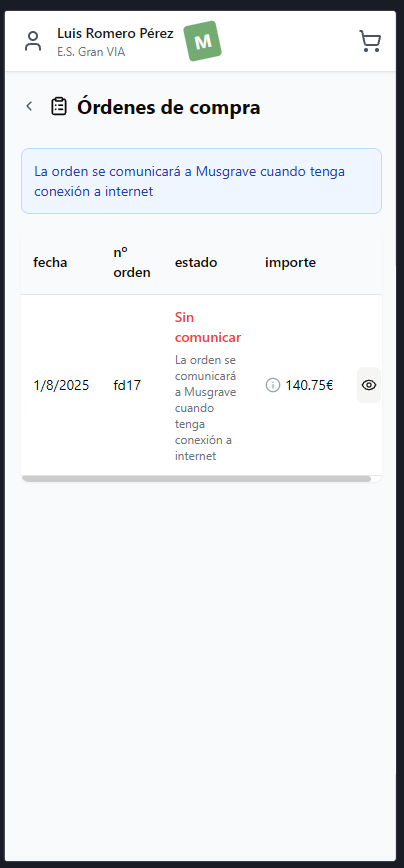 Luis Romero Pérez
E.S. Gran VIA
M
Órdenes de compra
La orden se comunicará a Musgrave cuando tenga
conexión a internet
fecha
nº
orden
estado
importe
1/8/2025
fd17
Sin
comunicar
La orden se
comunicará
a Musgrave
cuando
tenga
conexión a
internet
140.75€